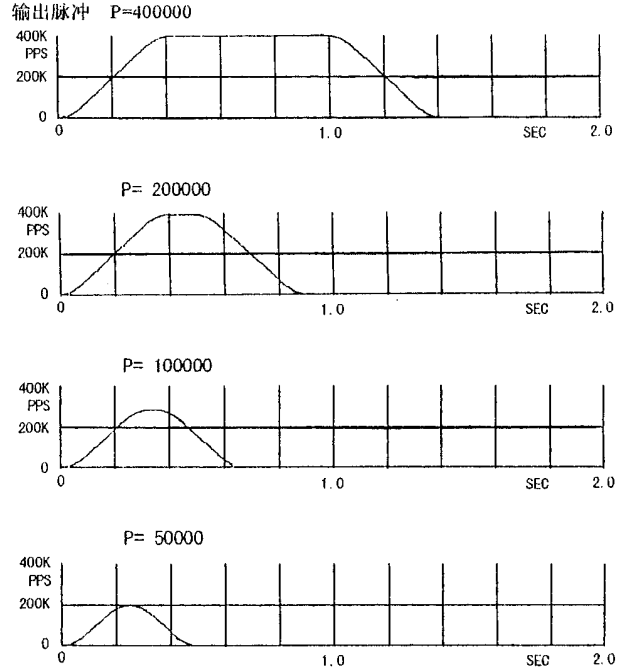 输出脉冲 P=400000
400K
PPS
200K
0
0 1.0 SEC 2.0
P= 200000
400K
PPS
200K
0
0 1.0 SEC 2.0
P= 100000
400K
PPS
200K
0
0 1.0 SEC 2.0
P= 50000
400K
PPS
200K
0
0 1.0 SEC 2.0